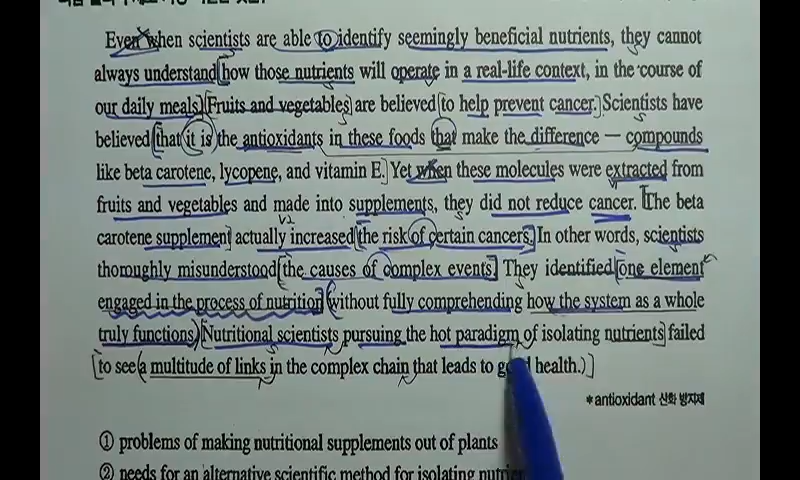 Even when scientists are able to identify seemingly beneficial nutrients, they cannot
always understand how those nutrients will operate in a real-life context, in the course of
our daily meals. Fruits and vegetables are believed to help prevent cancer. Scientists have
believed that it is the antioxidants in these foods that make the difference — compounds
like beta carotene, lycopene, and vitamin E. Yet when these molecules were extracted from
fruits and vegetables and made into supplements, they did not reduce cancer. The beta
carotene supplement actually increased the risk of certain cancers. In other words, scientists
thoroughly misunderstood the causes of complex events. They identified one element
engaged in the process of nutrition without fully comprehending how the system as a whole
truly functions. Nutritional scientists pursuing the hot paradigm of isolating nutrients failed
to see a multitude of links in the complex chain that leads to good health.
*antioxidant 산화 방지제
① problems of making nutritional supplements out of plants
② needs for an alternative scientific method for isolating